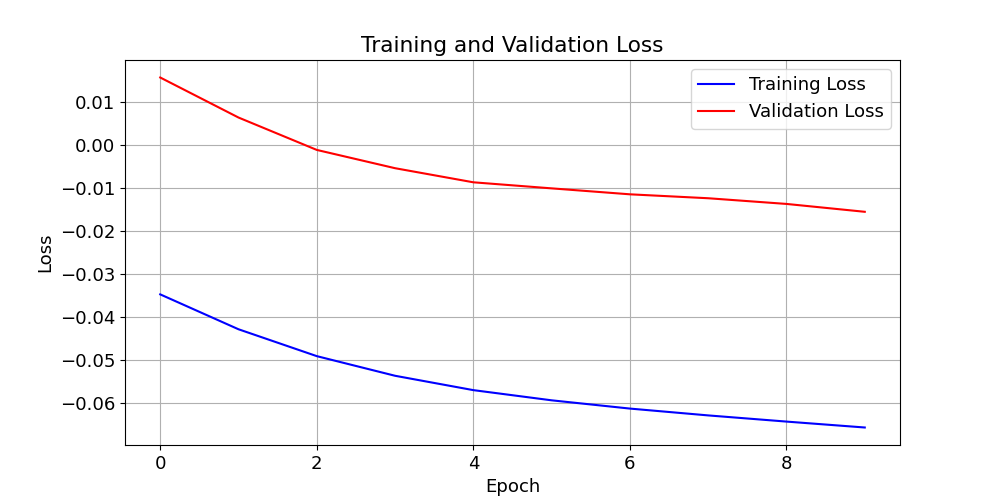 Training and Validation Loss
Training Loss
Validation Loss
0.01
0.00
−0.01
−0.02
−0.03
−0.04
−0.05
−0.06
Loss
0 2 4 6 8
Epoch